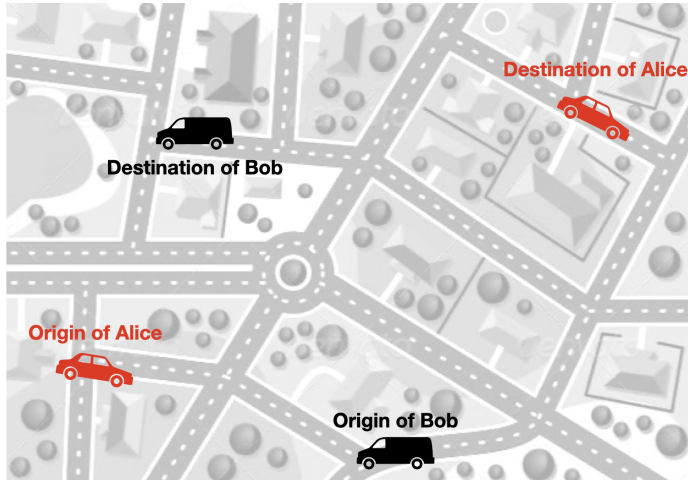 Destination of Alice
Destination of Bob
Origin of Alice
Origin of Bob